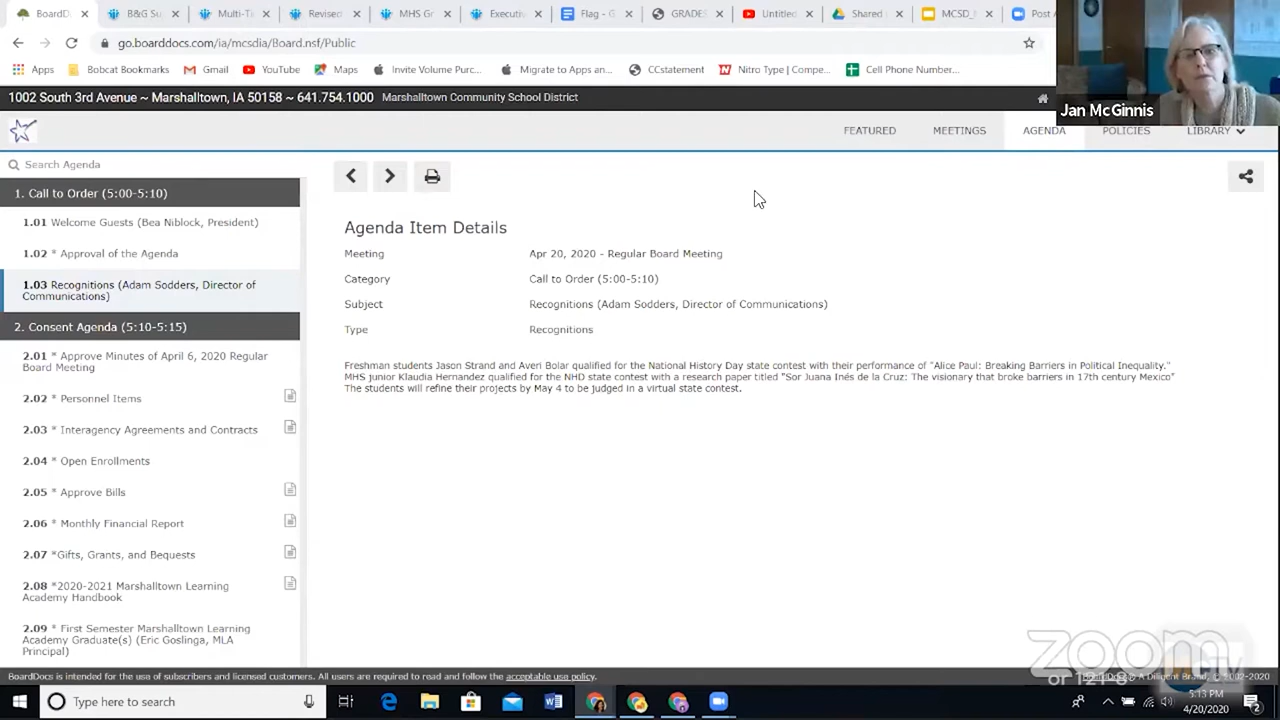 BoardD
B&G Su
Multi-Ti
Revised
MHS Gr
Executiv
Flag - G
GRADES
Untitled
Shared
MCSD_
Post A
go.boarddocs.com/ia/mcsdia/Board.nsf/Public
Apps
Bobcat Bookmarks
Gmail
YouTube
Maps
Invite Volume Purc...
Migrate to Apps an...
CCstatement
Nitro Type | Compe...
Cell Phone Number...
1002 South 3rd Avenue ~ Marshalltown, IA 50158 ~ 641.754.1000 Marshalltown Community School District
Jan McGinnis
FEATURED
MEETINGS
AGENDA
POLICIES
LIBRARY
Search Agenda
1. Call to Order (5:00-5:10)
1.01 Welcome Guests (Bea Niblock, President)
1.02 * Approval of the Agenda
1.03 Recognitions (Adam Sodders, Director of
Communications)
2. Consent Agenda (5:10-5:15)
2.01 * Approve Minutes of April 6, 2020 Regular
Board Meeting
2.02 * Personnel Items
2.03 * Interagency Agreements and Contracts
2.04 * Open Enrollments
2.05 * Approve Bills
2.06 * Monthly Financial Report
2.07 *Gifts, Grants, and Bequests
2.08 *2020-2021 Marshalltown Learning
Academy Handbook
2.09 * First Semester Marshalltown Learning
Academy Graduate(s) (Eric Goslinga, MLA
Principal)
Agenda Item Details
Meeting Apr 20, 2020 - Regular Board Meeting
Category Call to Order (5:00-5:10)
Subject Recognitions (Adam Sodders, Director of Communications)
Type Recognitions
Freshman students Jason Strand and Averi Bolar qualified for the National History Day state contest with their performance of "Alice Paul: Breaking Barriers in Political Inequality."
MHS junior Klaudia Hernandez qualified for the NHD state contest with a research paper titled "Sor Juana Inés de la Cruz: The visionary that broke barriers in 17th century Mexico"
The students will refine their projects by May 4 to be judged in a virtual state contest.
zoom
BoardDocs is intended for the use of subscribers and licensed customers. All users are required to read and follow the acceptable use policy.
A Diligent Brand, © 1002-2020
Type here to search
5:13 PM
4/20/2020
2